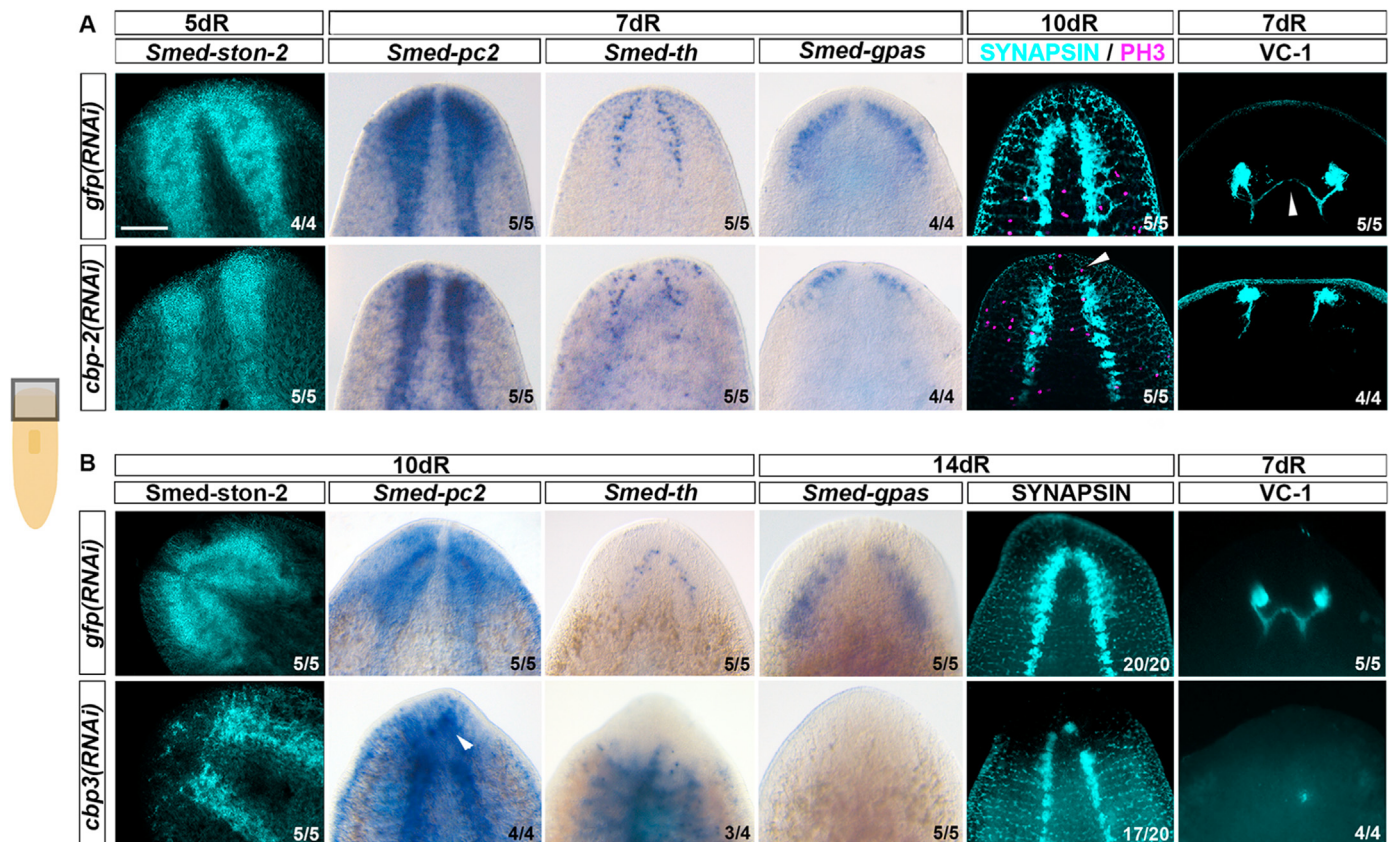 A
5dR 7dR 10dR 7dR
Smed-ston-2 Smed-pc2 Smed-th Smed-gpas SYNAPSIN / PH3 VC-1
gfp(RNAi)
4/4 5/5 5/5 4/4 5/5 5/5
cbp-2(RNAi)
5/5 5/5 5/5 4/4 5/5 4/4
B
10dR 14dR 7dR
Smed-ston-2 Smed-pc2 Smed-th Smed-gpas SYNAPSIN VC-1
gfp(RNAi)
5/5 5/5 5/5 5/5 20/20 5/5
cbp3(RNAi)
5/5 4/4 3/4 5/5 17/20 4/4